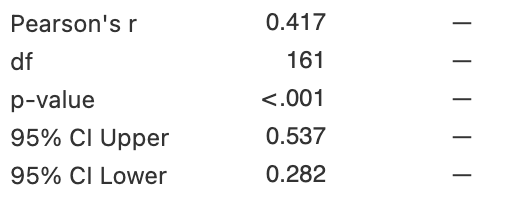 Pearson's r 0.417 —
df 161 —
p-value <.001 —
95% CI Upper 0.537 —
95% CI Lower 0.282 —